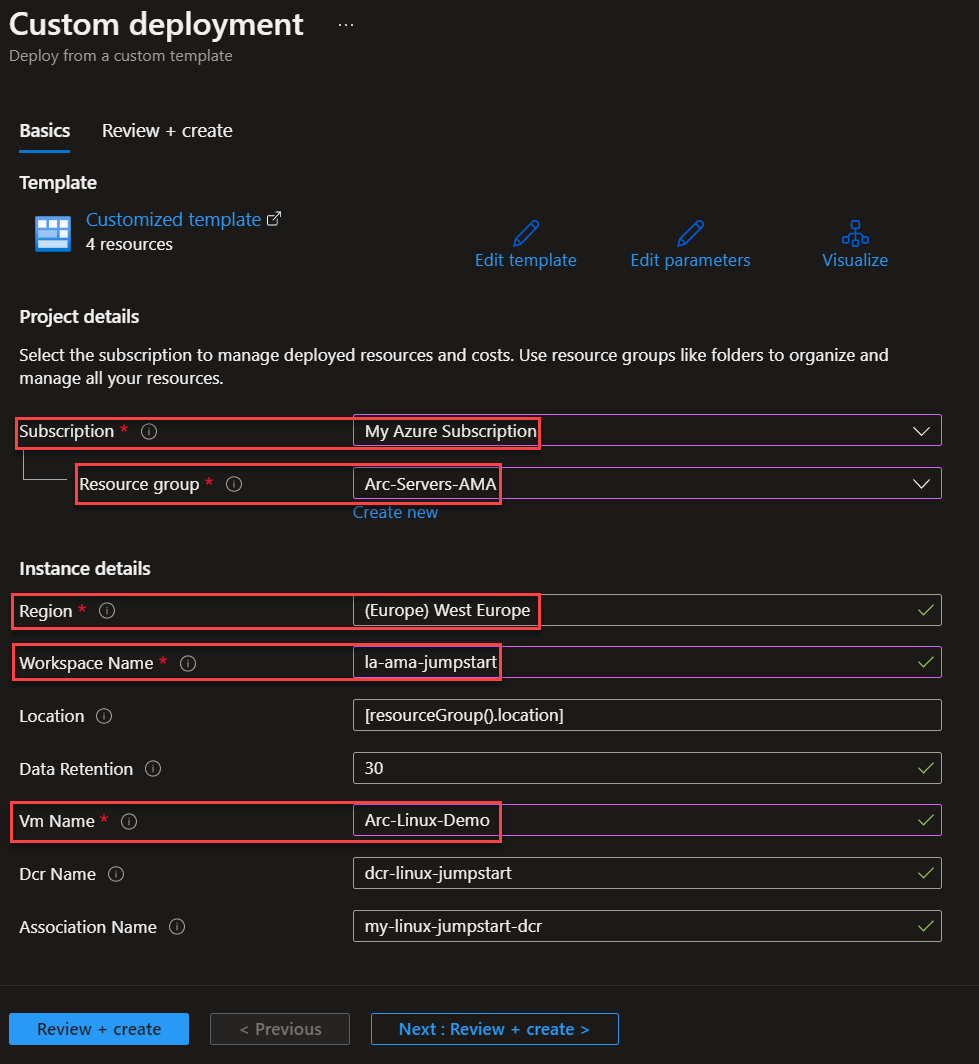 Custom deployment ...
Deploy from a custom template
Basics Review + create
Template
Customized template
4 resources
Edit template Edit parameters Visualize
Project details
Select the subscription to manage deployed resources and costs. Use resource groups like folders to organize and
manage all your resources.
Subscription * My Azure Subscription
Resource group * Arc-Servers-AMA
Create new
Instance details
Region * (Europe) West Europe
Workspace Name * la-ama-jumpstart
Location [resourceGroup().location]
Data Retention 30
Vm Name * Arc-Linux-Demo
Dcr Name dcr-linux-jumpstart
Association Name my-linux-jumpstart-dcr
Review + create < Previous Next : Review + create >